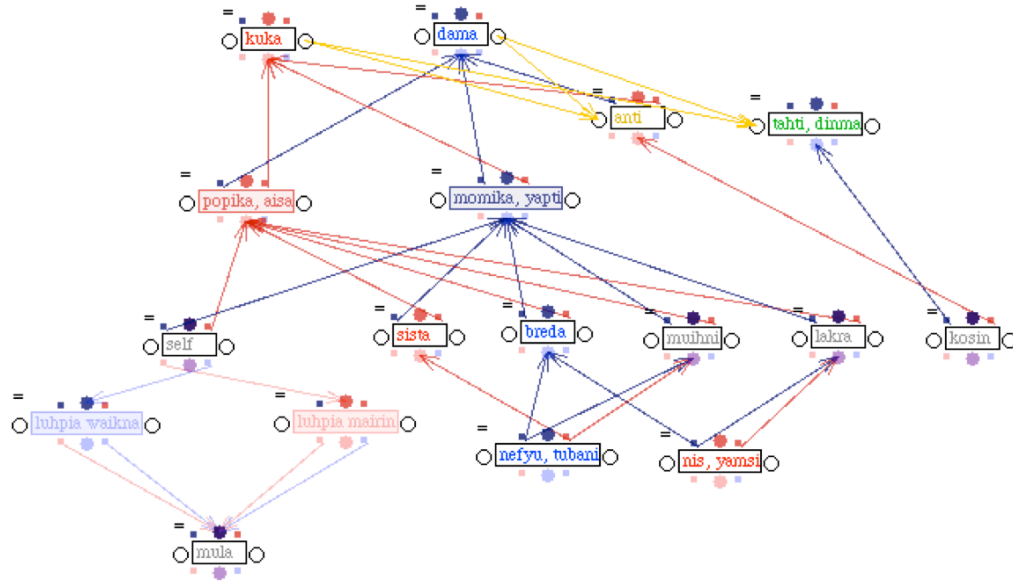 =
=
kuka
dama
=
=
anti
tahti, dinma
=
=
popika, aisa
momika, yapti
=
=
=
=
=
=
self
sista
breda
muihni
lakra
kosin
=
=
luhpia waikna
luhpia mairin
=
=
nefyu, tubani
nis, yamsi
=
mula